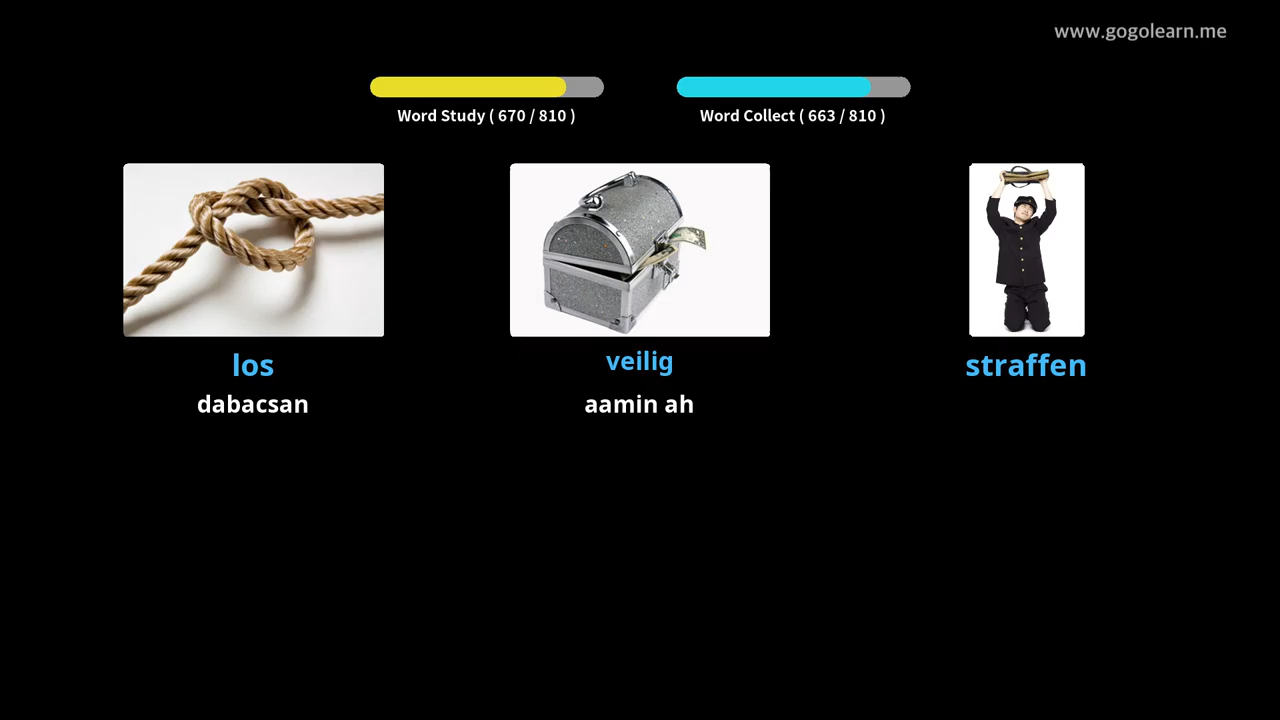 www.gogolearn.me
Word Study ( 670 / 810 )
Word Collect ( 663 / 810 )
los
veilig
straffen
dabacsan
aamin ah